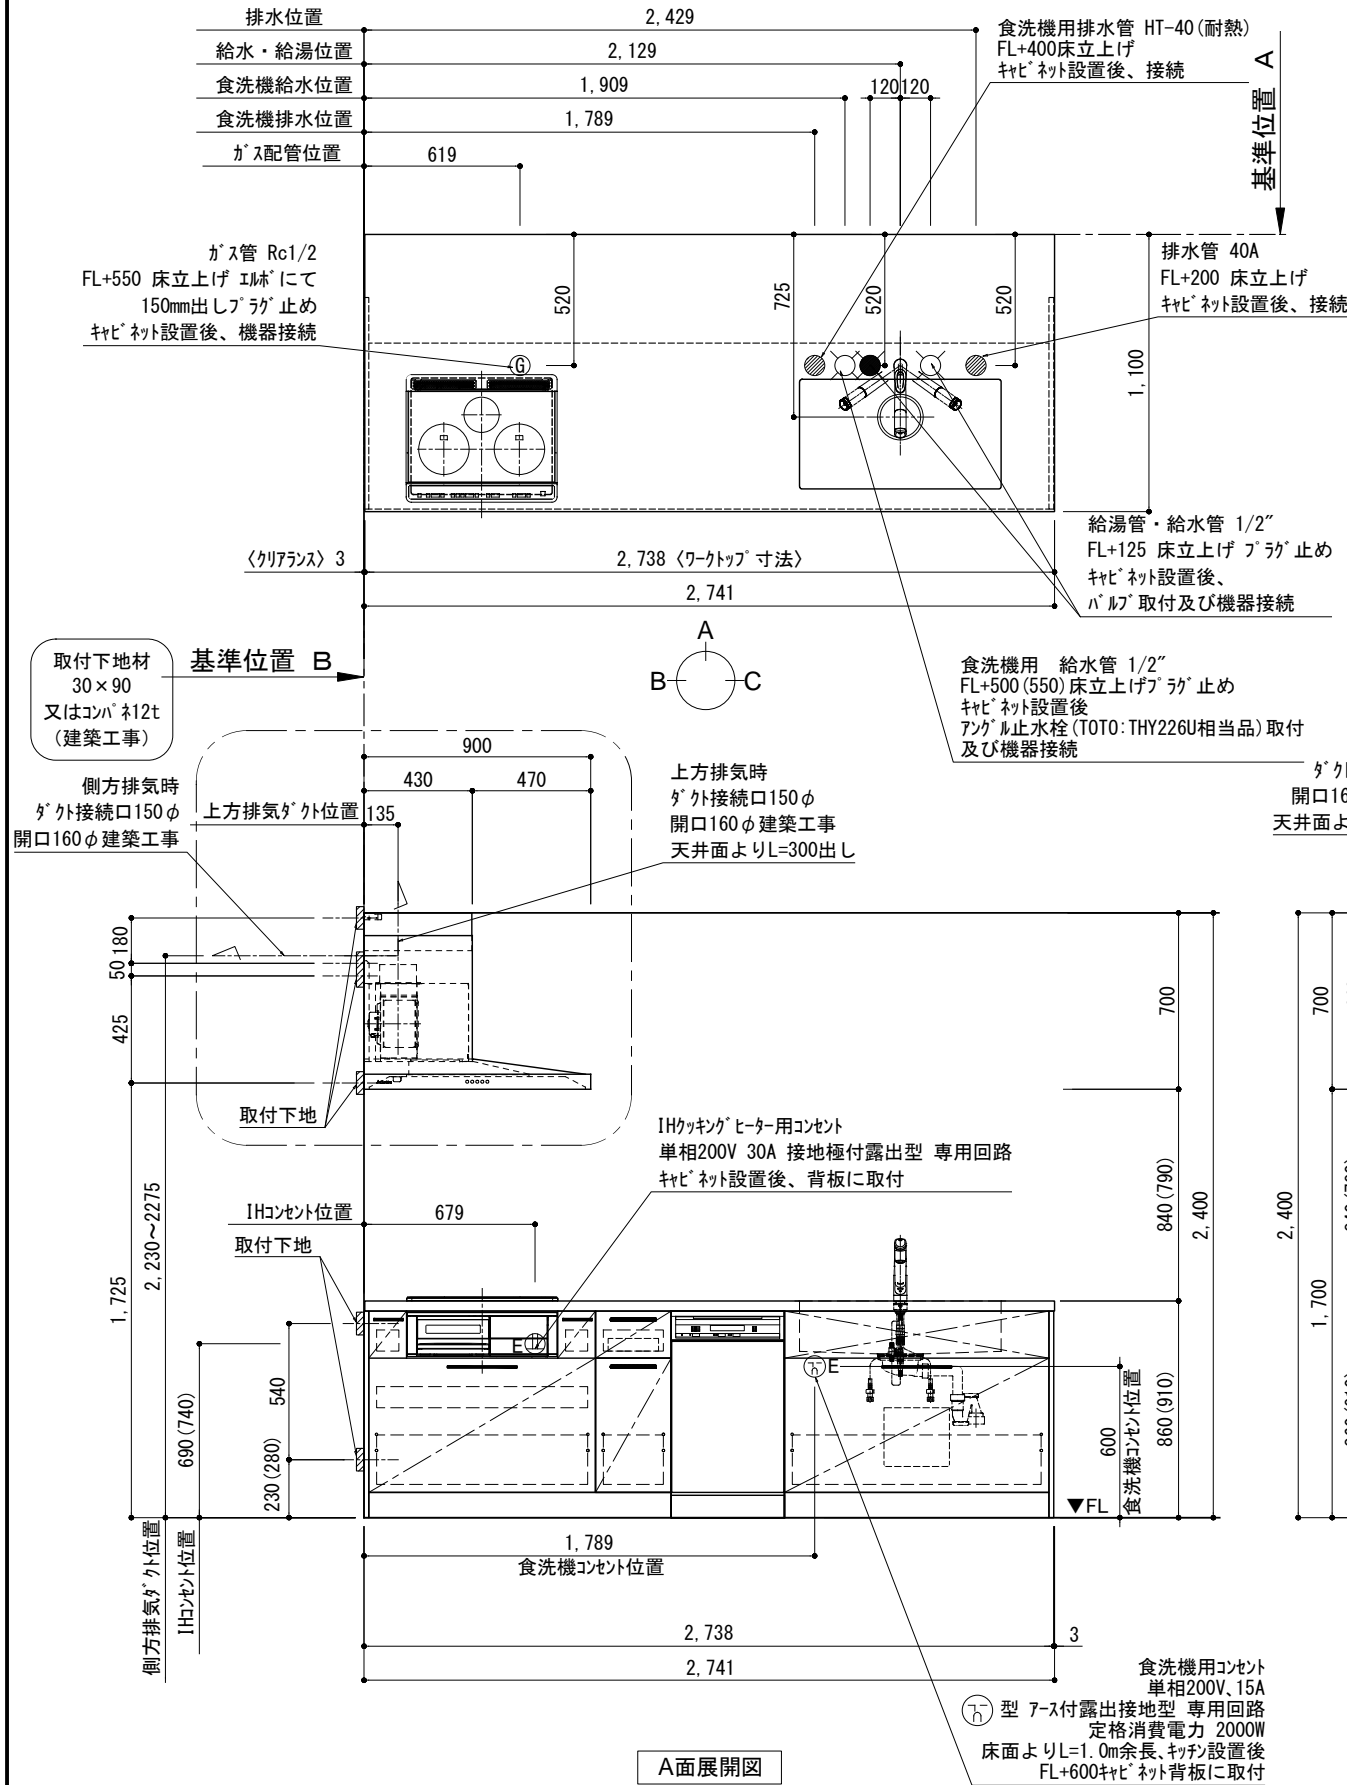 排水位置
2,429
給水・給湯位置
2,129
食洗機給水位置
1,909
120 120
食洗機排水位置
1,789
ガス配管位置
619
食洗機用排水管 HT-40(耐熱)
FL+400床立上げ
キャビネット設置後、接続
基準位置 A
ガス管 Rc1/2
FL+550 床立上げ エルボにて
150mm出しプラグ止め
キャビネット設置後、機器接続
520
725
520
520
排水管 40A
FL+200 床立上げ
キャビネット設置後、接続
1,100
G
給湯管・給水管 1/2″
FL+125 床立上げ プラグ止め
キャビネット設置後、
バルブ取付及び機器接続
〈クリアランス〉3
2,738〈ワークトップ寸法〉
2,741
取付下地材
30×90
又はコンパネ12t
(建築工事)
基準位置 B
A
B
C
食洗機用 給水管 1/2″
FL+500(550)床立上げプラグ止め
キャビネット設置後
アングル止水栓(TOTO:THY226U相当品)取付
及び機器接続
900
430
470
側方排気時
ダクト接続口150φ
開口160φ建築工事
上方排気ダクト位置
135
上方排気時
ダクト接続口150φ
開口160φ建築工事
天井面よりL=300出し
ダクト
開口16
天井面よ
180
50
425
700
700
取付下地
IHクッキングヒーター用コンセント
単相200V 30A 接地極付露出型 専用回路
キャビネット設置後、背板に取付
840(790)
2,400
2,400
IHコンセント位置
679
取付下地
2,230～2275
1,725
1,700
E
E
690(740)
540
230(280)
600
食洗機コンセント位置
860(910)
▼FL
側方排気ダクト位置
IHコンセント位置
1,789
食洗機コンセント位置
2,738
3
2,741
食洗機用コンセント
単相200V、15A
型 アース付露出接地型 専用回路
定格消費電力 2000W
床面よりL=1.0m余長、キッチン設置後
FL+600キャビネット背板に取付
A面展開図